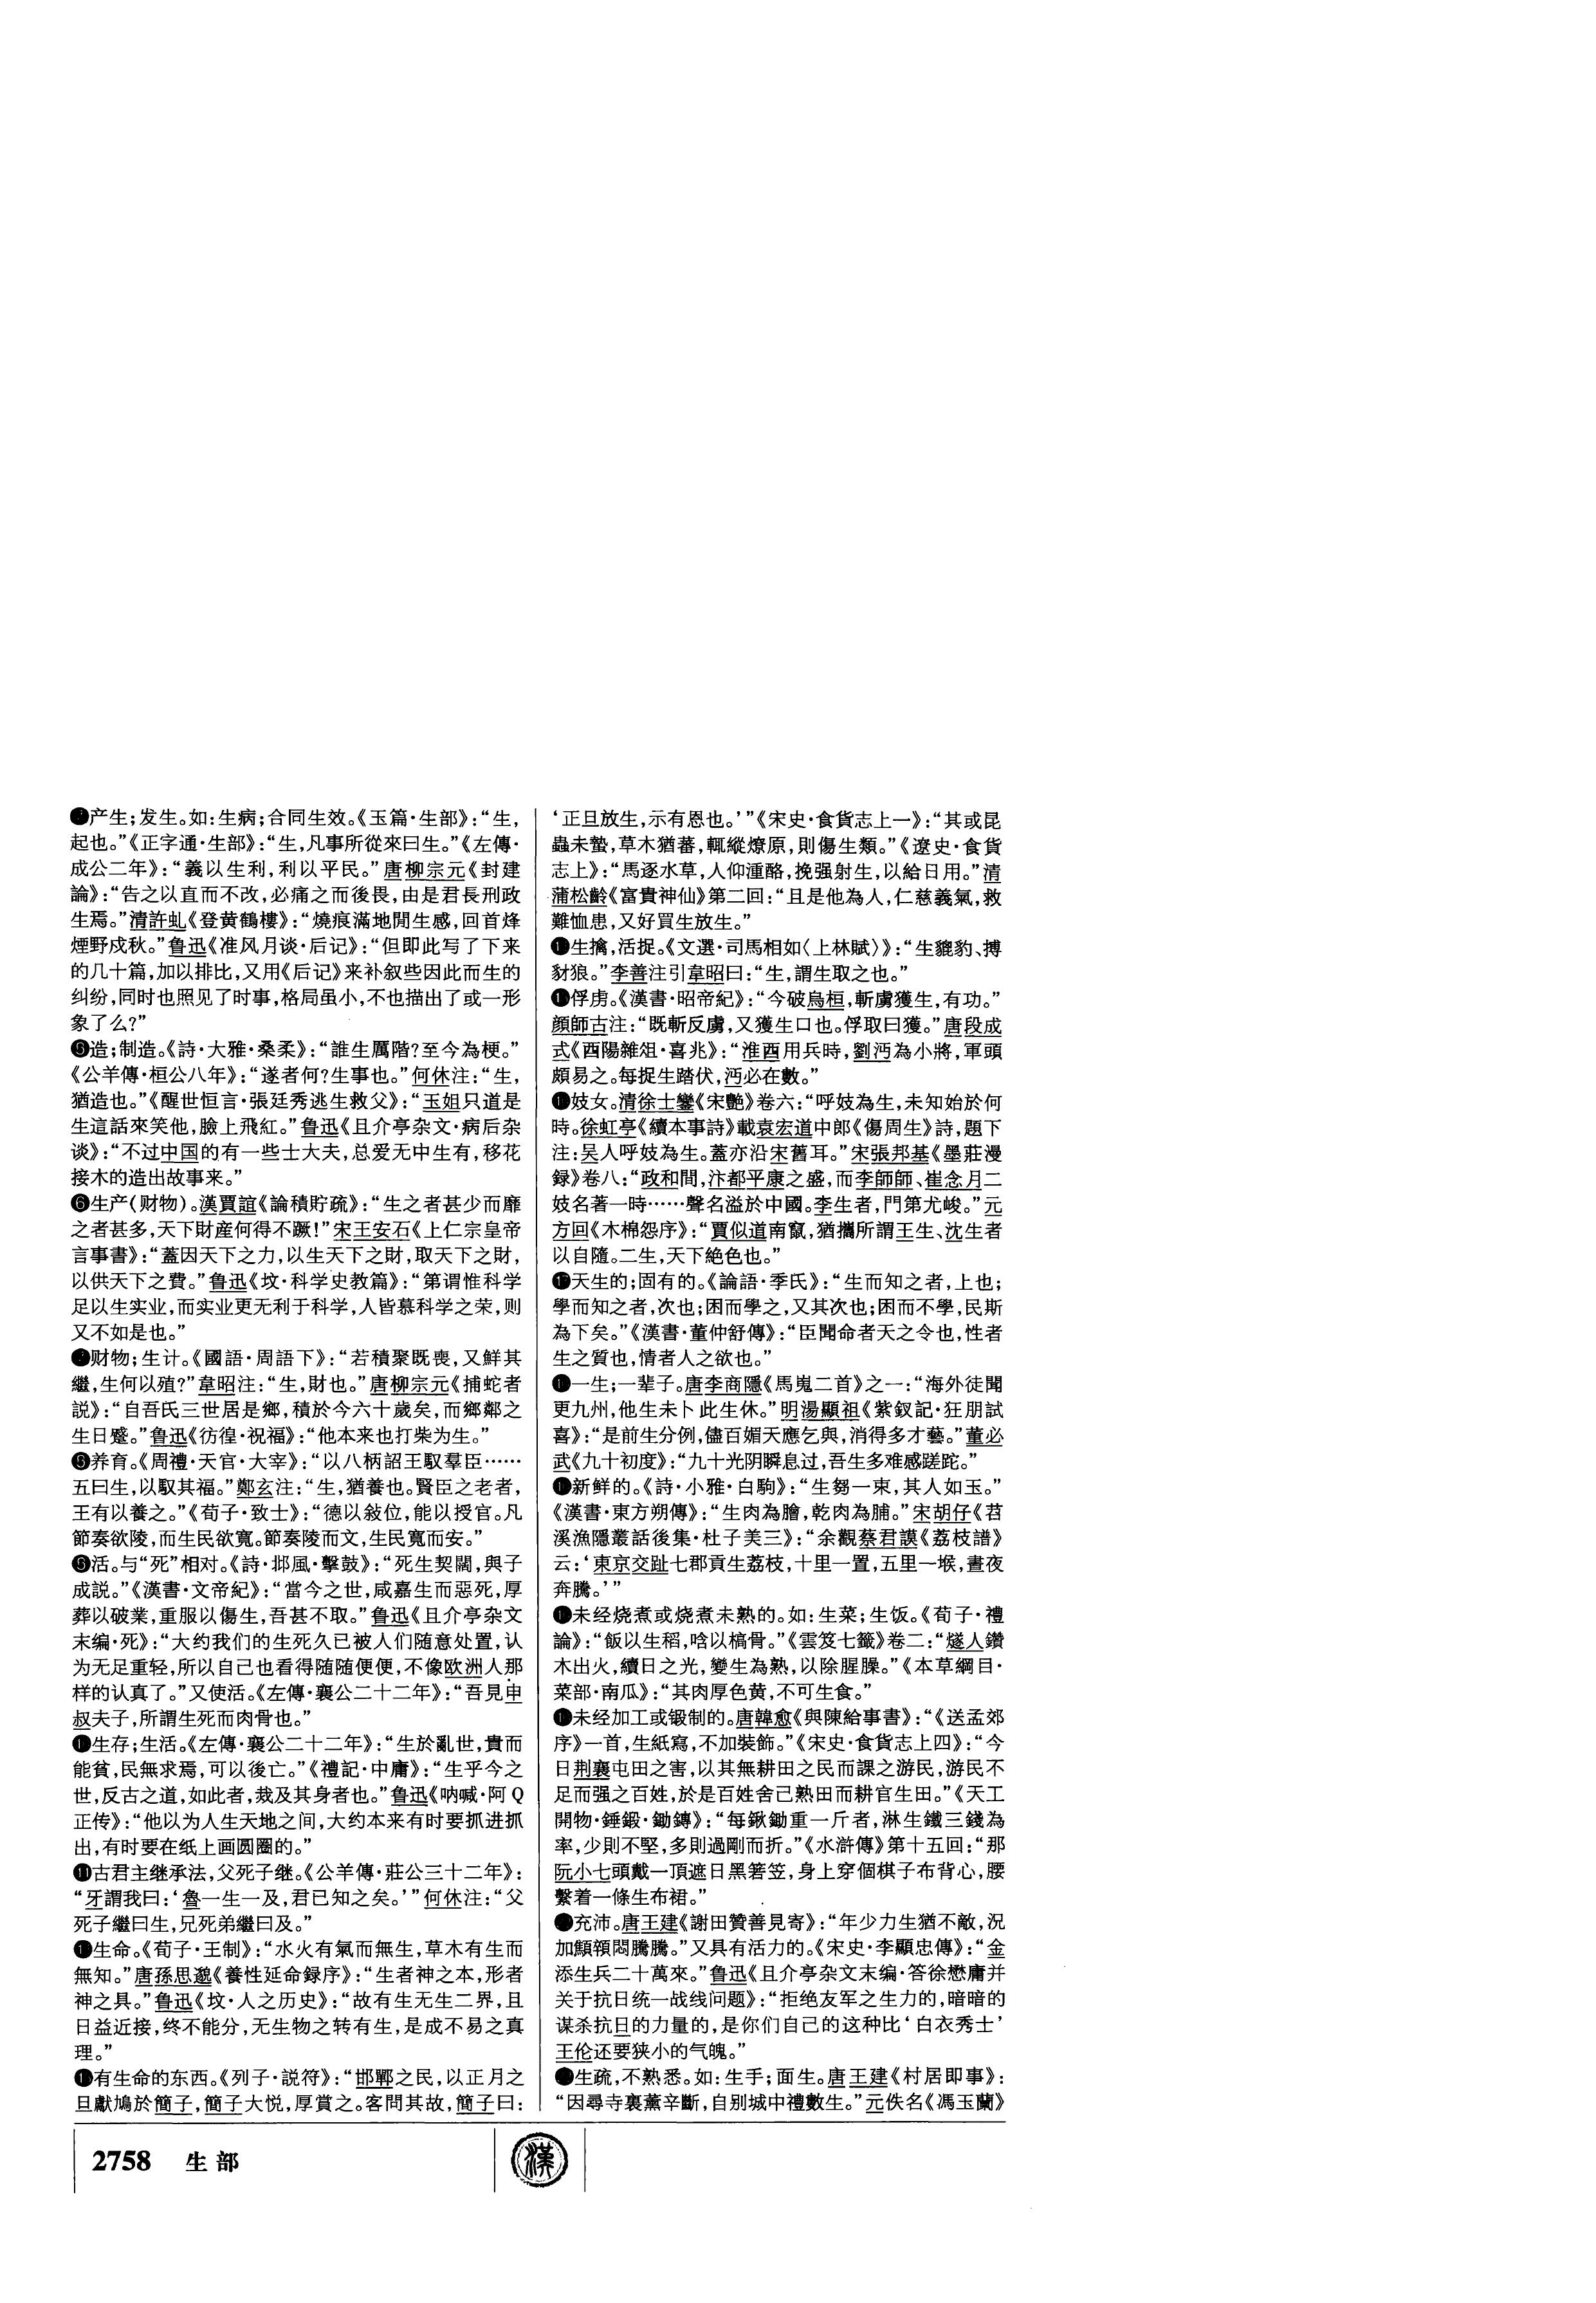 ❹产生;发生。如:生病;合同生效。《玉篇·生部》:“生,
起也。”《正字通·生部》:“生,凡事所從來曰生。”《左傳·
成公二年》:“義以生利,利以平民。”唐柳宗元《封建
論》:“告之以直而不改,必痛之而後畏,由是君長刑政
生焉。”清許虬《登黄鶴樓》:“燒痕滿地閒生感,回首烽
煙野戍秋。”鲁迅《准风月谈·后记》:“但即此写了下来
的几十篇,加以排比,又用《后记》来补叙些因此而生的
纠纷,同时也照见了时事,格局虽小,不也描出了或一形
象了么?”
❺造;制造。《詩·大雅·桑柔》:“誰生厲階?至今為梗。”
《公羊傳·桓公八年》:“遂者何?生事也。”何休注:“生,
猶造也。”《醒世恒言·張廷秀逃生救父》:“玉姐只道是
生這話來笑他,臉上飛紅。”鲁迅《且介亭杂文·病后杂
谈》:“不过中国的有一些士大夫,总爱无中生有,移花
接木的造出故事来。”
❻生产(财物)。漢賈誼《論積貯疏》:“生之者甚少而靡
之者甚多,天下財産何得不蹶!”宋王安石《上仁宗皇帝
言事書》:“蓋因天下之力,以生天下之財,取天下之財,
以供天下之費。”鲁迅《坟·科学史教篇》:“第谓惟科学
足以生实业,而实业更无利于科学,人皆慕科学之荣,则
又不如是也。”
❼财物;生计。《國語·周語下》:“若積聚既喪,又鮮其
繼,生何以殖?”韋昭注:“生,財也。”唐柳宗元《捕蛇者
説》:“自吾氏三世居是鄉,積於今六十歲矣,而鄉鄰之
生日蹙。”鲁迅《彷徨·祝福》:“他本来也打柴为生。”
❽养育。《周禮·天官·大宰》:“以八柄詔王馭羣臣……
五曰生,以馭其福。”鄭玄注:“生,猶養也。賢臣之老者,
王有以養之。”《荀子·致士》:“德以敍位,能以授官。凡
節奏欲陵,而生民欲寬。節奏陵而文,生民寬而安。”
❾活。与“死”相对。《詩·邶風·擊鼓》:“死生契闊,與子
成説。”《漢書·文帝紀》:“當今之世,咸嘉生而惡死,厚
葬以破業,重服以傷生,吾甚不取。”鲁迅《且介亭杂文
末编·死》:“大约我们的生死久已被人们随意处置,认
为无足重轻,所以自己也看得随随便便,不像欧洲人那
样的认真了。”又使活。《左傳·襄公二十二年》:“吾見申
叔夫子,所謂生死而肉骨也。”
❿生存;生活。《左傳·襄公二十二年》:“生於亂世,貴而
能貧,民無求焉,可以後亡。”《禮記·中庸》:“生乎今之
世,反古之道,如此者,烖及其身者也。”鲁迅《呐喊·阿Q
正传》:“他以为人生天地之间,大约本来有时要抓进抓
出,有时要在纸上画圆圈的。”
⓫古君主继承法,父死子继。《公羊傳·莊公三十二年》:
“牙謂我曰:‘魯一生一及,君已知之矣。’”何休注:“父
死子繼曰生,兄死弟繼曰及。”
⓬生命。《荀子·王制》:“水火有氣而無生,草木有生而
無知。”唐孫思邈《養性延命録序》:“生者神之本,形者
神之具。”鲁迅《坟·人之历史》:“故有生无生二界,且
日益近接,终不能分,无生物之转有生,是成不易之真
理。”
⓭有生命的东西。《列子·説符》:“邯鄲之民,以正月之
旦獻鳩於簡子,簡子大悦,厚賞之。客問其故,簡子曰:
‘正旦放生,示有恩也。’”《宋史·食貨志上一》:“其或昆
蟲未蟄,草木猶蕃,輒縱燎原,則傷生類。”《遼史·食貨
志上》:“馬逐水草,人仰湩酪,挽强射生,以給日用。”清
蒲松齡《富貴神仙》第二回:“且是他為人,仁慈義氣,救
難恤患,又好買生放生。”
⓮生擒,活捉。《文選·司馬相如〈上林賦〉》:“生貔豹、搏
豺狼。”李善注引韋昭曰:“生,謂生取之也。”
⓯俘虏。《漢書·昭帝紀》:“今破烏桓,斬虜獲生,有功。”
顔師古注:“既斬反虜,又獲生口也。俘取曰獲。”唐段成
式《酉陽雜俎·喜兆》:“淮西用兵時,劉沔為小將,軍頭
頗易之。每捉生踏伏,沔必在數。”
⓰妓女。清徐士鑾《宋艷》卷六:“呼妓為生,未知始於何
時。徐虹亭《續本事詩》載袁宏道中郎《傷周生》詩,題下
注:吴人呼妓為生。蓋亦沿宋舊耳。”宋張邦基《墨莊漫
録》卷八:“政和間,汴都平康之盛,而李師師、崔念月二
妓名著一時……聲名溢於中國。李生者,門第尤峻。”元
方回《木棉怨序》:“賈似道南竄,猶攜所謂王生、沈生者
以自隨。二生,天下絶色也。”
⓱天生的;固有的。《論語·季氏》:“生而知之者,上也;
學而知之者,次也;困而學之,又其次也;困而不學,民斯
為下矣。”《漢書·董仲舒傳》:“臣聞命者天之令也,性者
生之質也,情者人之欲也。”
⓲一生;一辈子。唐李商隱《馬嵬二首》之一:“海外徒聞
更九州,他生未卜此生休。”明湯顯祖《紫釵記·狂朋試
喜》:“是前生分例,儘百媚天應乞與,消得多才藝。”董必
武《九十初度》:“九十光阴瞬息过,吾生多难感蹉跎。”
⓳新鲜的。《詩·小雅·白駒》:“生芻一束,其人如玉。”
《漢書·東方朔傳》:“生肉為膾,乾肉為脯。”宋胡仔《苕
溪漁隱叢話後集·杜子美三》:“余觀蔡君謨《荔枝譜》
云:‘東京交趾七郡貢生荔枝,十里一置,五里一堠,晝夜
奔騰。’”
⓴未经烧煮或烧煮未熟的。如:生菜;生饭。《荀子·禮
論》:“飯以生稻,唅以槁骨。”《雲笈七籤》卷二:“燧人鑽
木出火,續日之光,變生為熟,以除腥臊。”《本草綱目·
菜部·南瓜》:“其肉厚色黄,不可生食。”
㉑未经加工或锻制的。唐韓愈《與陳給事書》:“《送孟郊
序》一首,生紙寫,不加裝飾。”《宋史·食貨志上四》:“今
日荆襄屯田之害,以其無耕田之民而課之游民,游民不
足而强之百姓,於是百姓舍己熟田而耕官生田。”《天工
開物·錘鍛·鋤鎛》:“每鍬鋤重一斤者,淋生鐵三錢為
率,少則不堅,多則過剛而折。”《水滸傳》第十五回:“那
阮小七頭戴一頂遮日黑箬笠,身上穿個棋子布背心,腰
繫着一條生布裙。”
㉒充沛。唐王建《謝田贊善見寄》:“年少力生猶不敵,況
加顦顇悶騰騰。”又具有活力的。《宋史·李顯忠傳》:“金
添生兵二十萬來。”鲁迅《且介亭杂文末编·答徐懋庸并
关于抗日统一战线问题》:“拒绝友军之生力的,暗暗的
谋杀抗日的力量的,是你们自己的这种比‘白衣秀士’
王伦还要狭小的气魄。”
㉓生疏,不熟悉。如:生手;面生。唐王建《村居即事》:
“因尋寺裏薰辛斷,自别城中禮數生。”元佚名《馮玉蘭》
2758 生部
漢